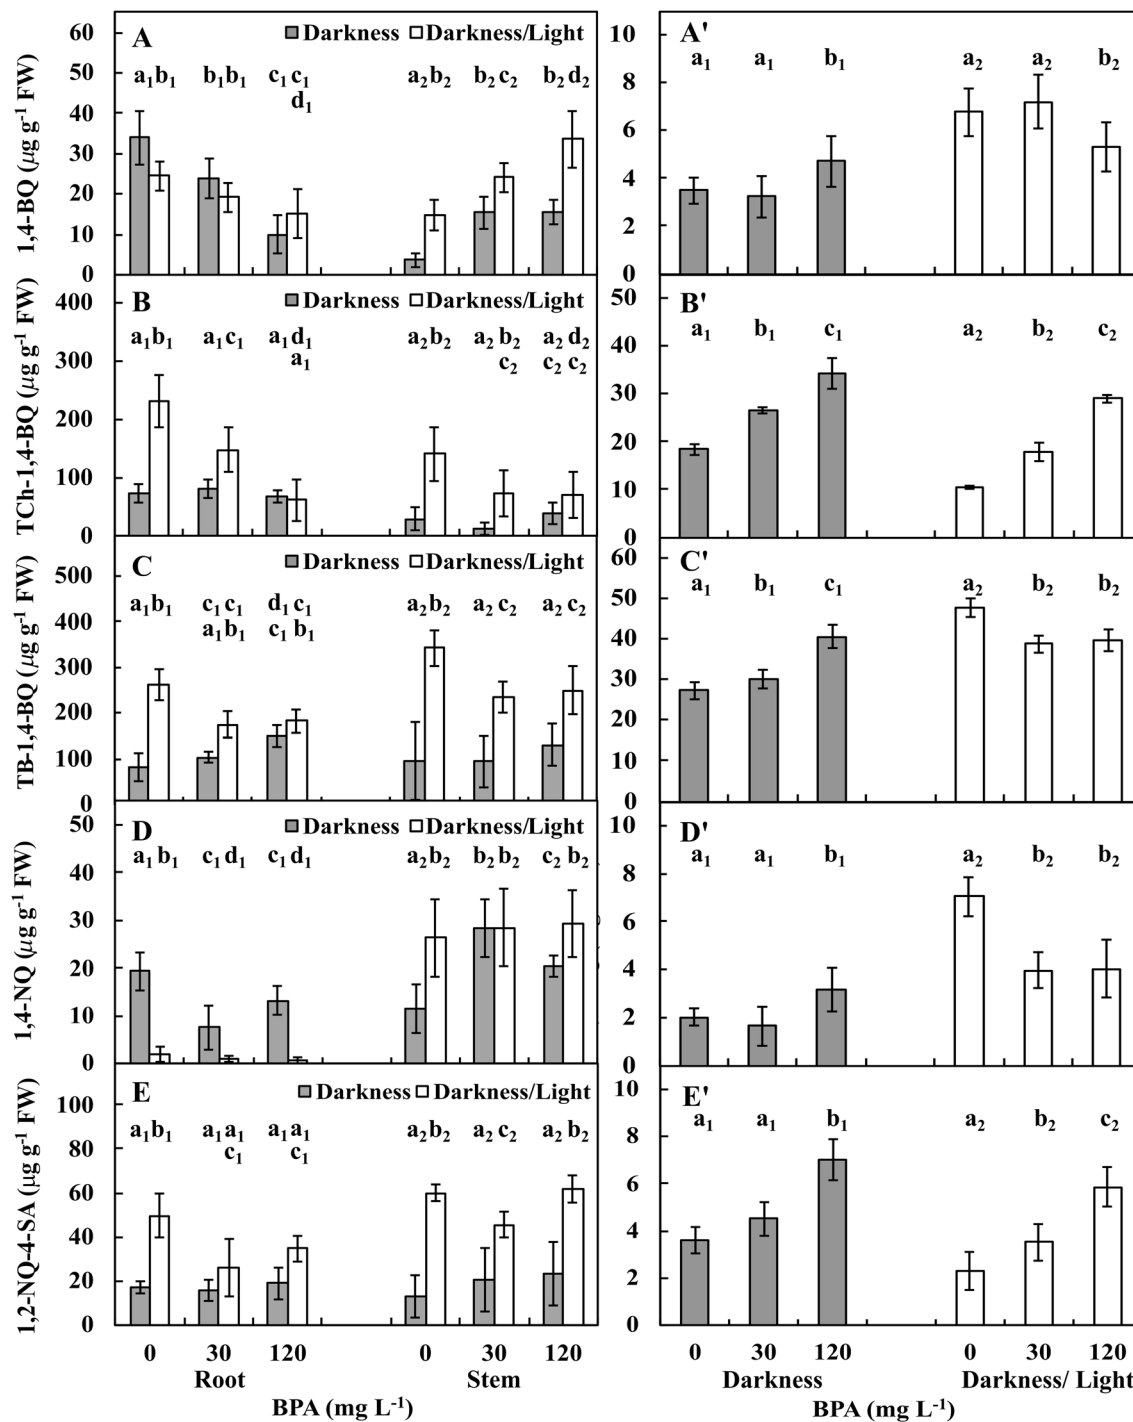 A
Darkness Darkness/Light
a₁b₁ b₁b₁ c₁ c₁ a₂b₂ b₂ c₂ b₂ d₂
d₁
60
50
40
30
20
10
0
1,4-BQ (µg g⁻¹ FW)
A'
a₁ a₁ b₁ a₂ a₂ b₂
10
8
6
4
2
0
B
Darkness Darkness/Light
a₁b₁ a₁c₁ a₁d₁ a₂b₂ a₂ b₂ a₂ d₂
a₁ c₂ c₂ c₂
400
300
200
100
0
TCh-1,4-BQ (µg g⁻¹ FW)
B'
a₁ b₁ c₁ a₂ b₂ c₂
50
40
30
20
10
0
C
Darkness Darkness/Light
a₁b₁ c₁ c₁ d₁ c₁ a₂b₂ a₂ c₂ a₂ c₂
a₁b₁ c₁ b₁
500
400
300
200
100
0
TB-1,4-BQ (µg g⁻¹ FW)
C'
a₁ b₁ c₁ a₂ b₂ b₂
60
50
40
30
20
10
0
D
Darkness Darkness/Light
a₁b₁ c₁ d₁ c₁ d₁ a₂b₂ b₂ b₂ c₂ b₂
50
40
30
20
10
0
1,4-NQ (µg g⁻¹ FW)
D'
a₁ a₁ b₁ a₂ b₂ b₂
10
8
6
4
2
0
E
Darkness Darkness/Light
a₁b₁ a₁a₁ a₁ a₁ a₂b₂ a₂ c₂ a₂ b₂
c₁ c₁
100
80
60
40
20
0
1,2-NQ-4-SA (µg g⁻¹ FW)
E'
a₁ a₁ b₁ a₂ b₂ c₂
10
8
6
4
2
0
0 30 120 0 30 120
Root Stem
BPA (mg L⁻¹)
0 30 120 0 30 120
Darkness Darkness/ Light
BPA (mg L⁻¹)